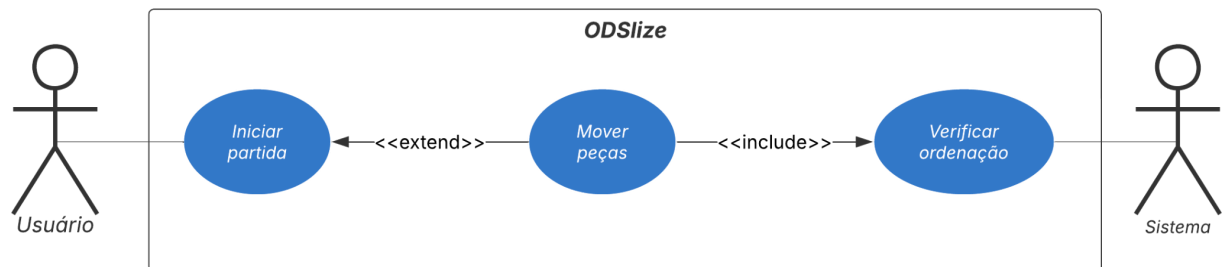 ODSlize
Iniciar
partida
<<extend>>
Mover
peças
<<include>>
Verificar
ordenação
Usuário
Sistema